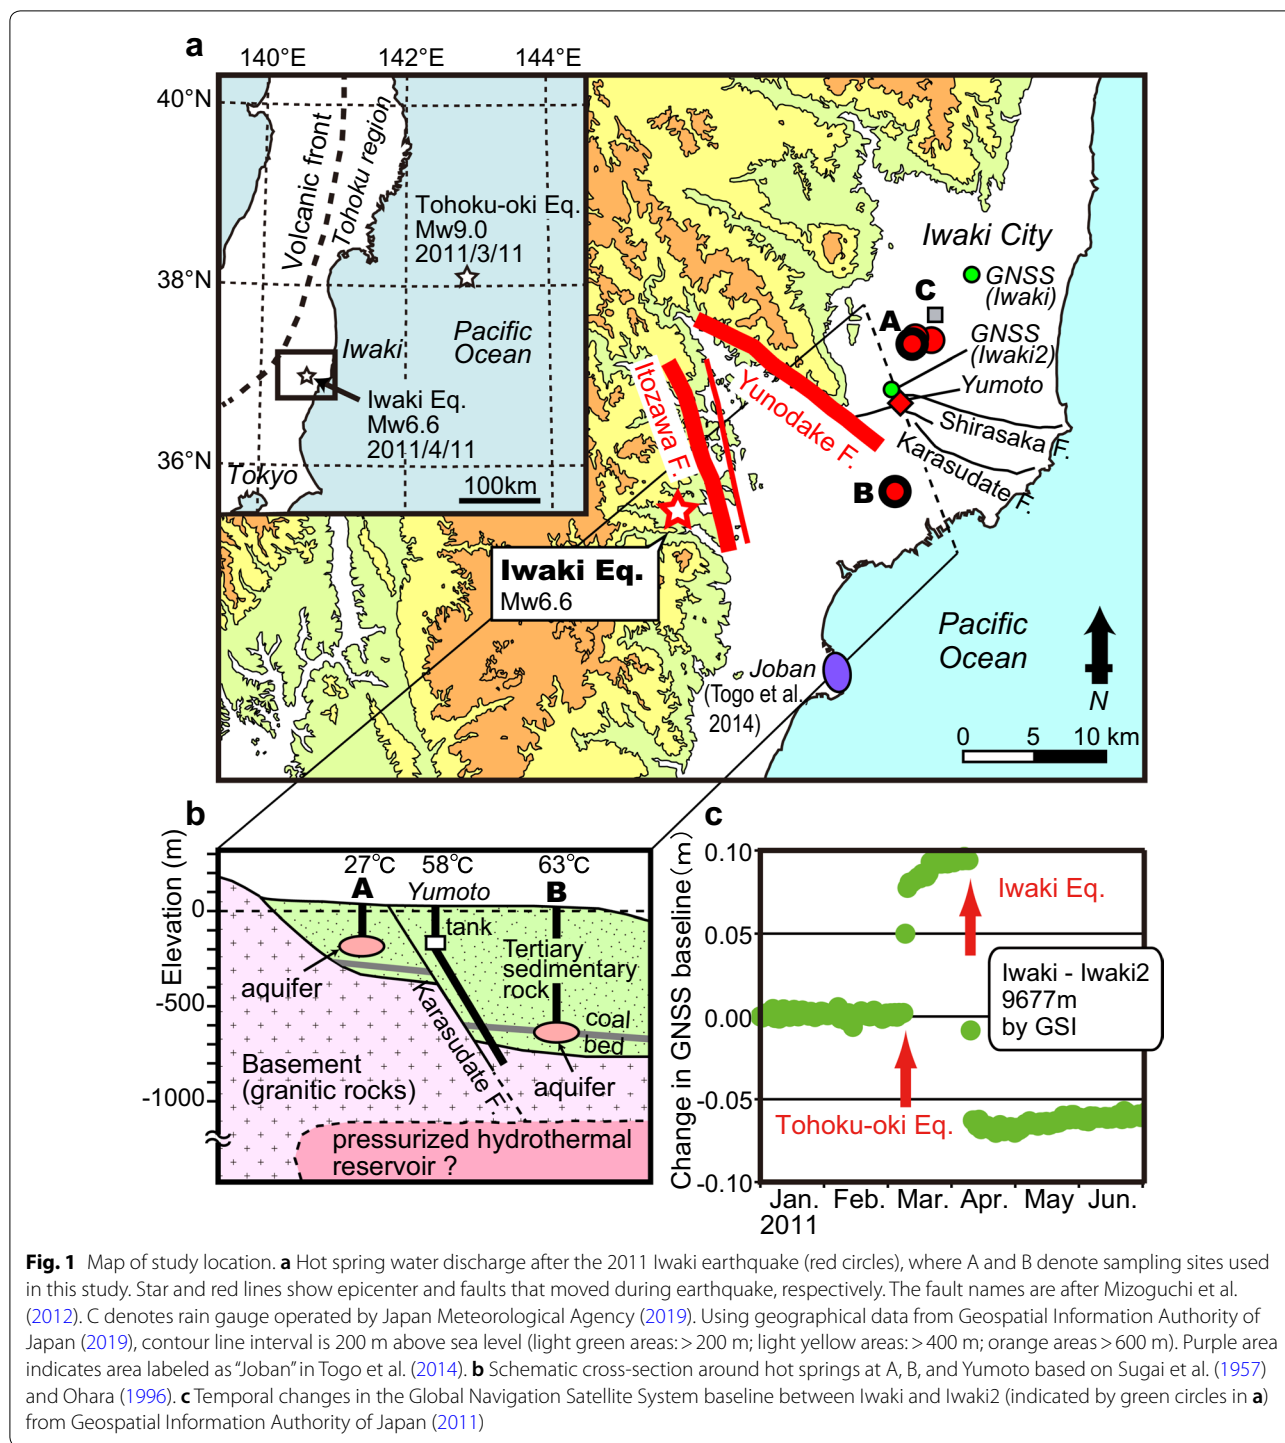 a
140°E 142°E 144°E
40°N
38°N
36°N
Volcanic front
Tohoku region
Tohoku-oki Eq.
Mw9.0
2011/3/11
Pacific
Ocean
Iwaki
Iwaki Eq.
Mw6.6
2011/4/11
Tokyo
100km
Iwaki City
GNSS
(Iwaki)
C
A
GNSS
(Iwaki2)
Yumoto
Shirasaka F.
Karasudate F.
Yunodake F.
Itozawa F.
B
Iwaki Eq.
Mw6.6
Joban
(Togo et al.,
2014)
Pacific
Ocean
N
0 5 10 km
b
Elevation (m)
0
-500
-1000
27℃ 58℃ 63℃
A Yumoto B
tank
Tertiary
sedimentary
rock
aquifer
Karasudate F.
coal
bed
aquifer
Basement
(granitic rocks)
pressurized hydrothermal
reservoir ?
c
Change in GNSS baseline (m)
0.10
0.05
0.00
-0.05
-0.10
Iwaki Eq.
Iwaki - Iwaki2
9677m
by GSI
Tohoku-oki Eq.
Jan. Feb. Mar. Apr. May Jun.
2011
Fig. 1 Map of study location. a Hot spring water discharge after the 2011 Iwaki earthquake (red circles), where A and B denote sampling sites used
in this study. Star and red lines show epicenter and faults that moved during earthquake, respectively. The fault names are after Mizoguchi et al.
(2012). C denotes rain gauge operated by Japan Meteorological Agency (2019). Using geographical data from Geospatial Information Authority of
Japan (2019), contour line interval is 200 m above sea level (light green areas: > 200 m; light yellow areas: > 400 m; orange areas > 600 m). Purple area
indicates area labeled as “Joban” in Togo et al. (2014). b Schematic cross-section around hot springs at A, B, and Yumoto based on Sugai et al. (1957)
and Ohara (1996). c Temporal changes in the Global Navigation Satellite System baseline between Iwaki and Iwaki2 (indicated by green circles in a)
from Geospatial Information Authority of Japan (2011)